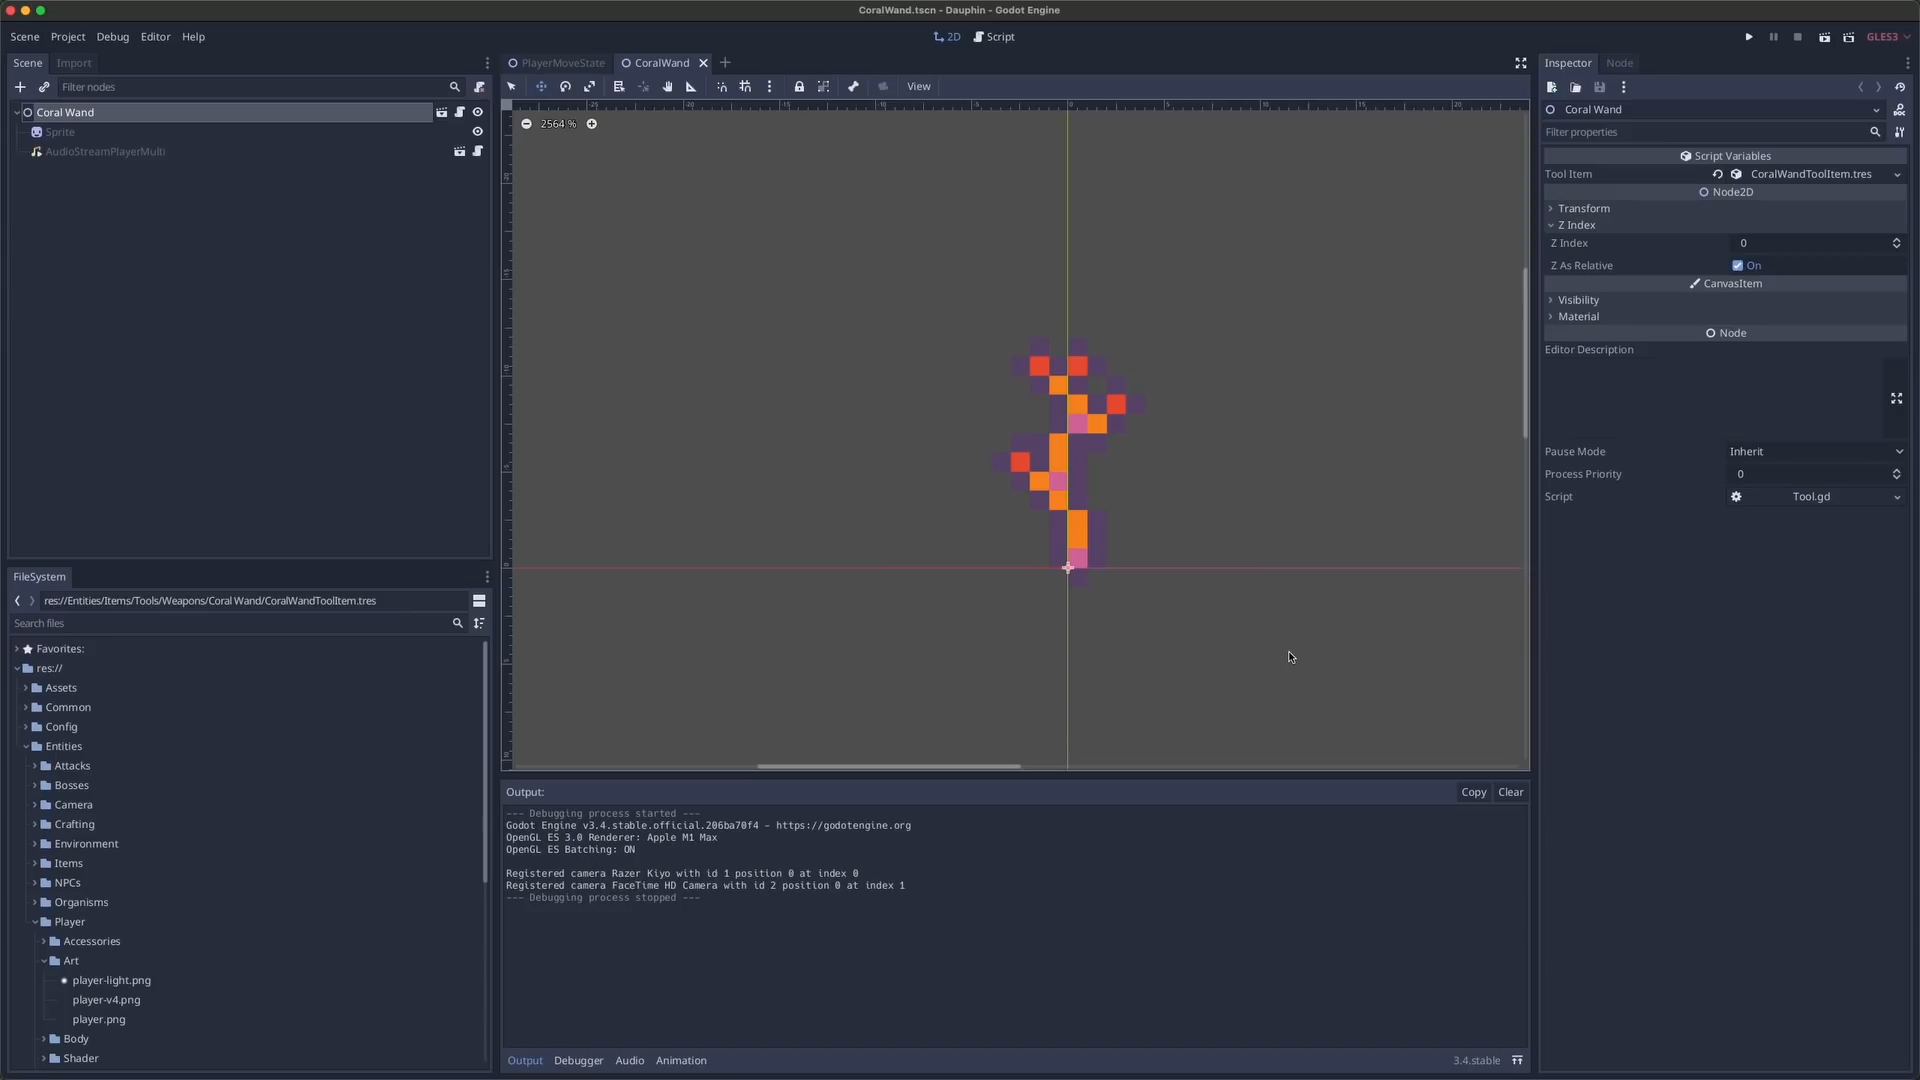 CoralWand.tscn - Dauphin - Godot Engine
Scene Project Debug Editor Help
2D Script
GLES3
Scene Import
Filter nodes
Coral Wand
Sprite
AudioStreamPlayerMulti
FileSystem
res://Entities/Items/Tools/Weapons/Coral Wand/CoralWandToolItem.tres
Search files
Favorites:
res://
Assets
Common
Config
Entities
Attacks
Bosses
Camera
Crafting
Environment
Items
NPCs
Organisms
Player
Accessories
Art
player-light.png
player-v4.png
player.png
Body
Shader
PlayerMoveState CoralWand
View
2564 %
Output:
Copy Clear
--- Debugging process started ---
Godot Engine v3.4.stable.official.206ba70f4 - https://godotengine.org
OpenGL ES 3.0 Renderer: Apple M1 Max
OpenGL ES Batching: ON
Registered camera Razer Kiyo with id 1 position 0 at index 0
Registered camera FaceTime HD Camera with id 2 position 0 at index 1
--- Debugging process stopped ---
Output Debugger Audio Animation
3.4.stable
Inspector Node
Coral Wand
Filter properties
Script Variables
Tool Item CoralWandToolItem.tres
Node2D
Transform
Z Index
Z Index 0
Z As Relative On
CanvasItem
Visibility
Material
Node
Editor Description
Pause Mode Inherit
Process Priority 0
Script Tool.gd